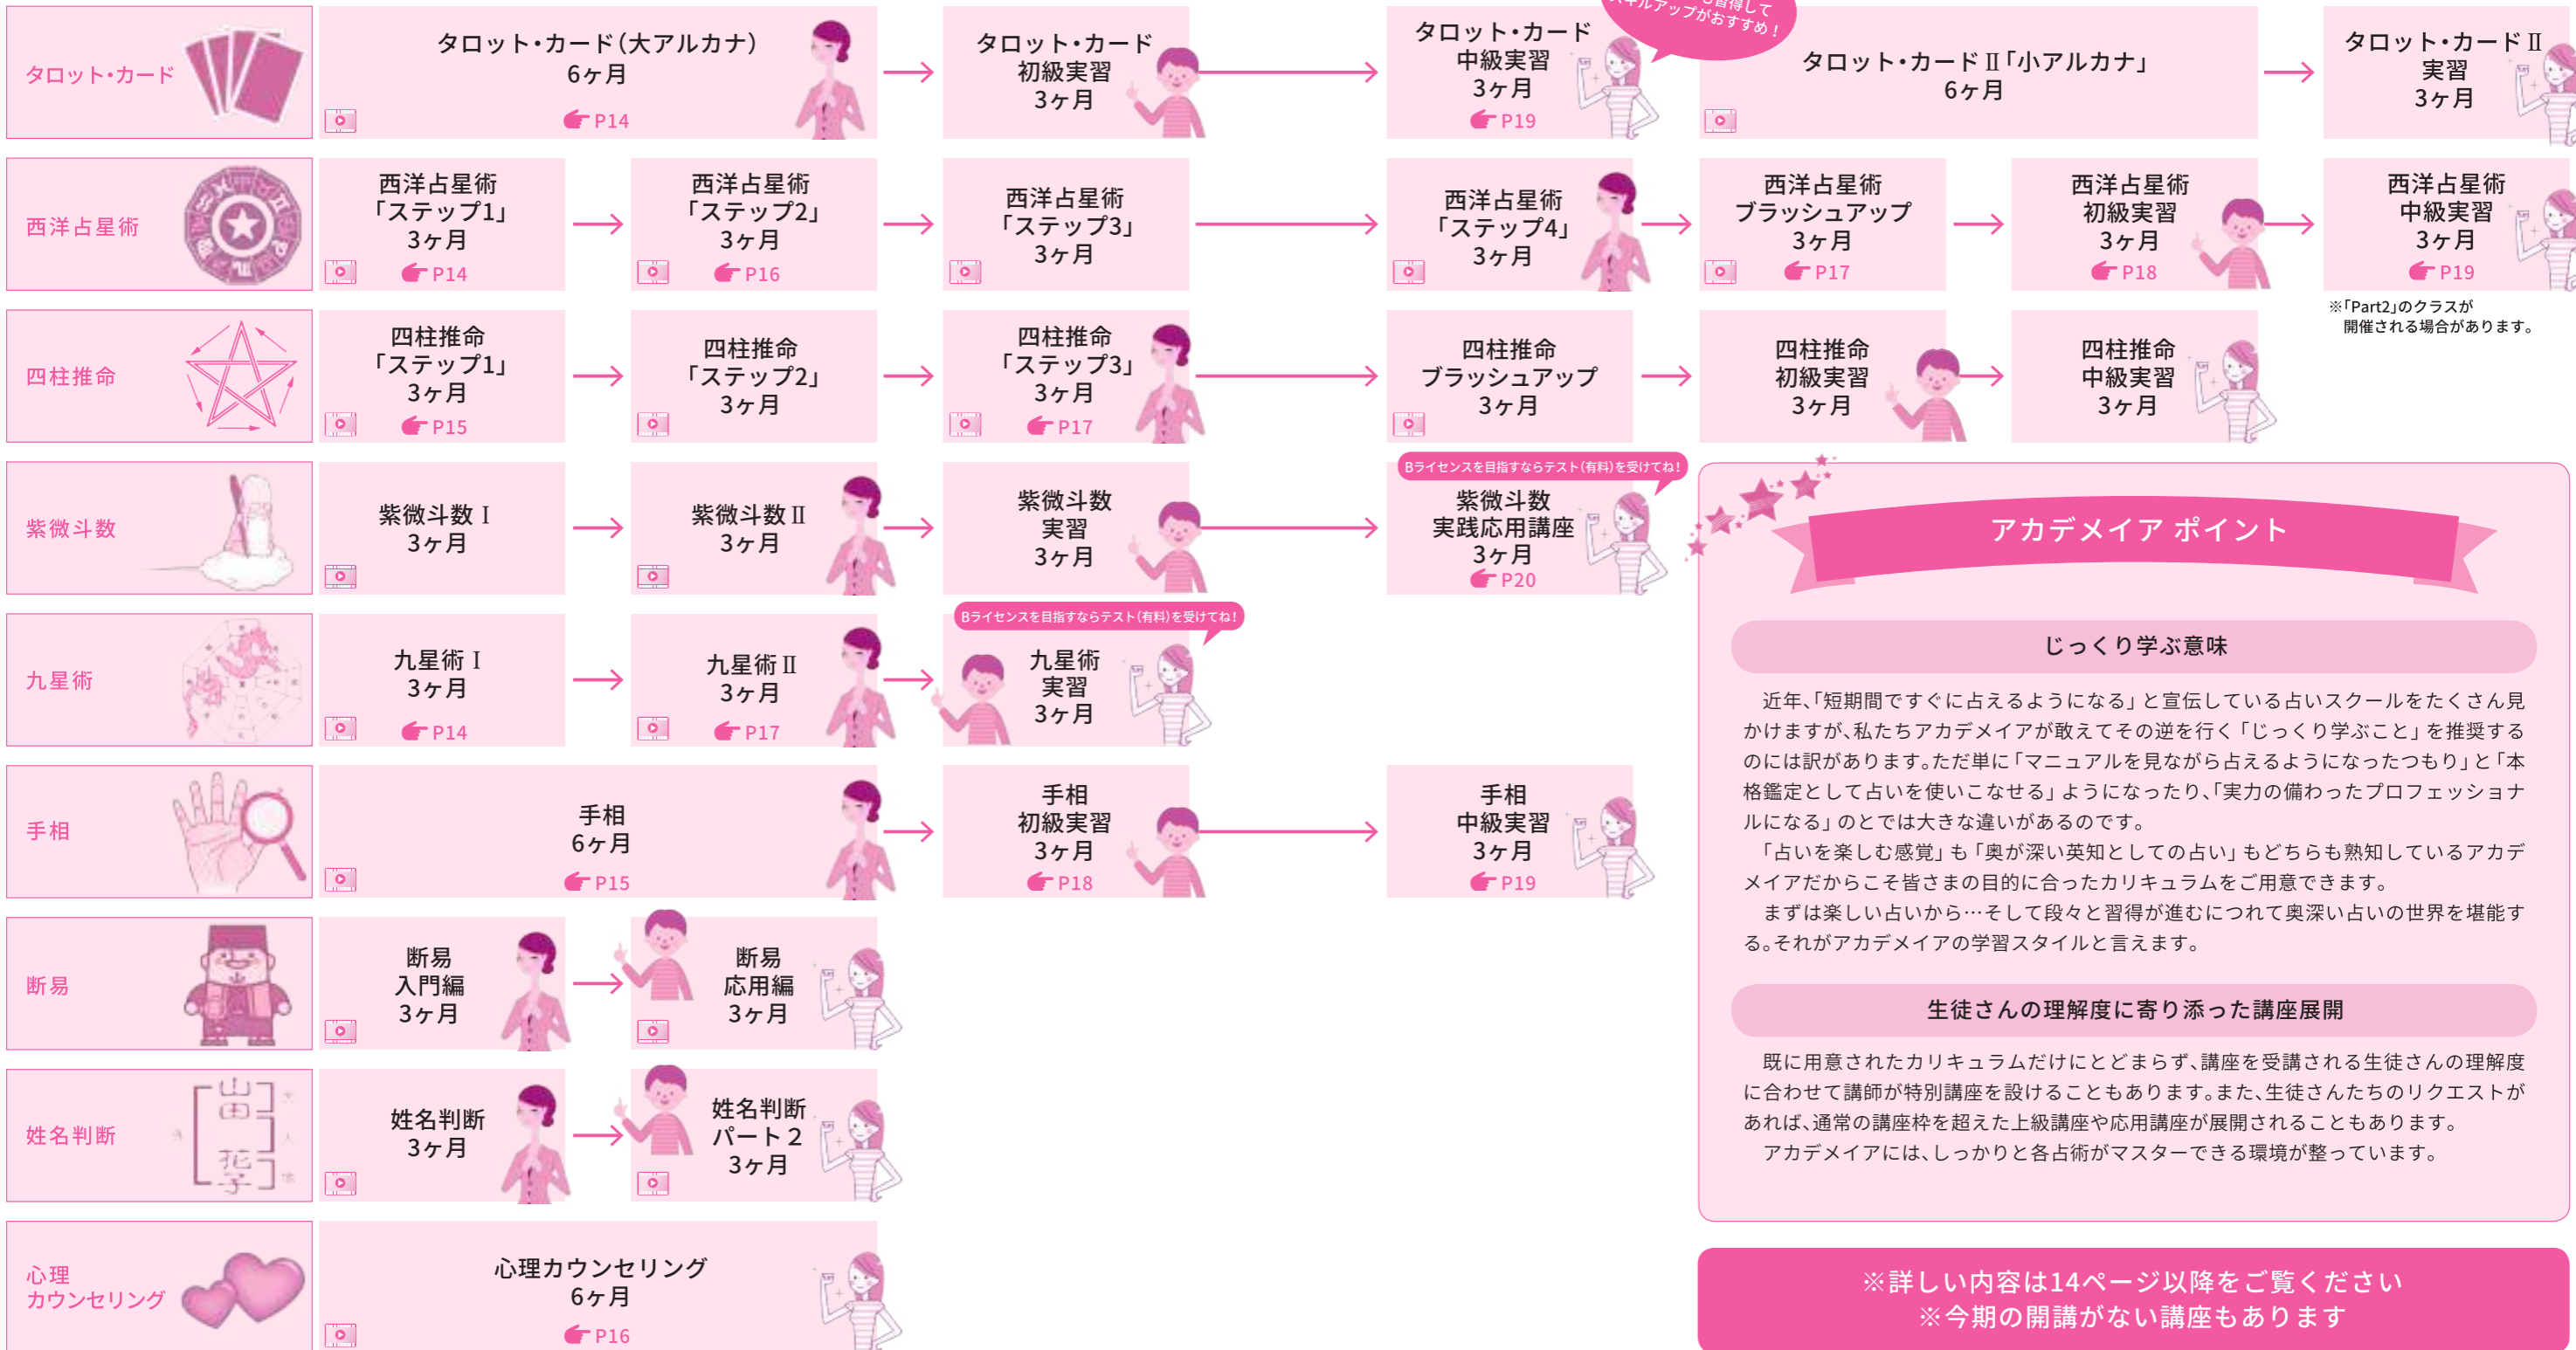 も習得して
スキルアップがおすすめ！
タロット・カード
タロット・カード（大アルカナ）
6ヶ月
P14
タロット・カード
初級実習
3ヶ月
タロット・カード
中級実習
3ヶ月
P19
タロット・カードⅡ「小アルカナ」
6ヶ月
タロット・カードⅡ
実習
3ヶ月
西洋占星術
西洋占星術
「ステップ1」
3ヶ月
P14
西洋占星術
「ステップ2」
3ヶ月
P16
西洋占星術
「ステップ3」
3ヶ月
西洋占星術
「ステップ4」
3ヶ月
西洋占星術
ブラッシュアップ
3ヶ月
P17
西洋占星術
初級実習
3ヶ月
P18
西洋占星術
中級実習
3ヶ月
P19
※「Part2」のクラスが
開催される場合があります。
四柱推命
四柱推命
「ステップ1」
3ヶ月
P15
四柱推命
「ステップ2」
3ヶ月
四柱推命
「ステップ3」
3ヶ月
P17
四柱推命
ブラッシュアップ
3ヶ月
四柱推命
初級実習
3ヶ月
四柱推命
中級実習
3ヶ月
紫微斗数
紫微斗数Ⅰ
3ヶ月
紫微斗数Ⅱ
3ヶ月
紫微斗数
実習
3ヶ月
Bライセンスを目指すならテスト（有料）を受けてね！
紫微斗数
実践応用講座
3ヶ月
P20
九星術
九星術Ⅰ
3ヶ月
P14
九星術Ⅱ
3ヶ月
P17
Bライセンスを目指すならテスト（有料）を受けてね！
九星術
実習
3ヶ月
手相
手相
6ヶ月
P15
手相
初級実習
3ヶ月
P18
手相
中級実習
3ヶ月
P19
断易
断易
入門編
3ヶ月
断易
応用編
3ヶ月
姓名判断
山田
花子
姓名判断
3ヶ月
姓名判断
パート２
3ヶ月
心理
カウンセリング
心理カウンセリング
6ヶ月
P16
アカデメイア ポイント
じっくり学ぶ意味
近年、「短期間ですぐに占えるようになる」と宣伝している占いスクールをたくさん見
かけますが、私たちアカデメイアが敢えてその逆を行く「じっくり学ぶこと」を推奨する
のには訳があります。ただ単に「マニュアルを見ながら占えるようになったつもり」と「本
格鑑定として占いを使いこなせる」ようになったり、「実力の備わったプロフェッショナ
ルになる」のとでは大きな違いがあるのです。
「占いを楽しむ感覚」も「奥が深い英知としての占い」もどちらも熟知しているアカデ
メイアだからこそ皆さまの目的に合ったカリキュラムをご用意できます。
まずは楽しい占いから…そして段々と習得が進むにつれて奥深い占いの世界を堪能す
る。それがアカデメイアの学習スタイルと言えます。
生徒さんの理解度に寄り添った講座展開
既に用意されたカリキュラムだけにとどまらず、講座を受講される生徒さんの理解度
に合わせて講師が特別講座を設けることもあります。また、生徒さんたちのリクエストが
あれば、通常の講座枠を超えた上級講座や応用講座が展開されることもあります。
アカデメイアには、しっかりと各占術がマスターできる環境が整っています。
※詳しい内容は14ページ以降をご覧ください
※今期の開講がない講座もあります